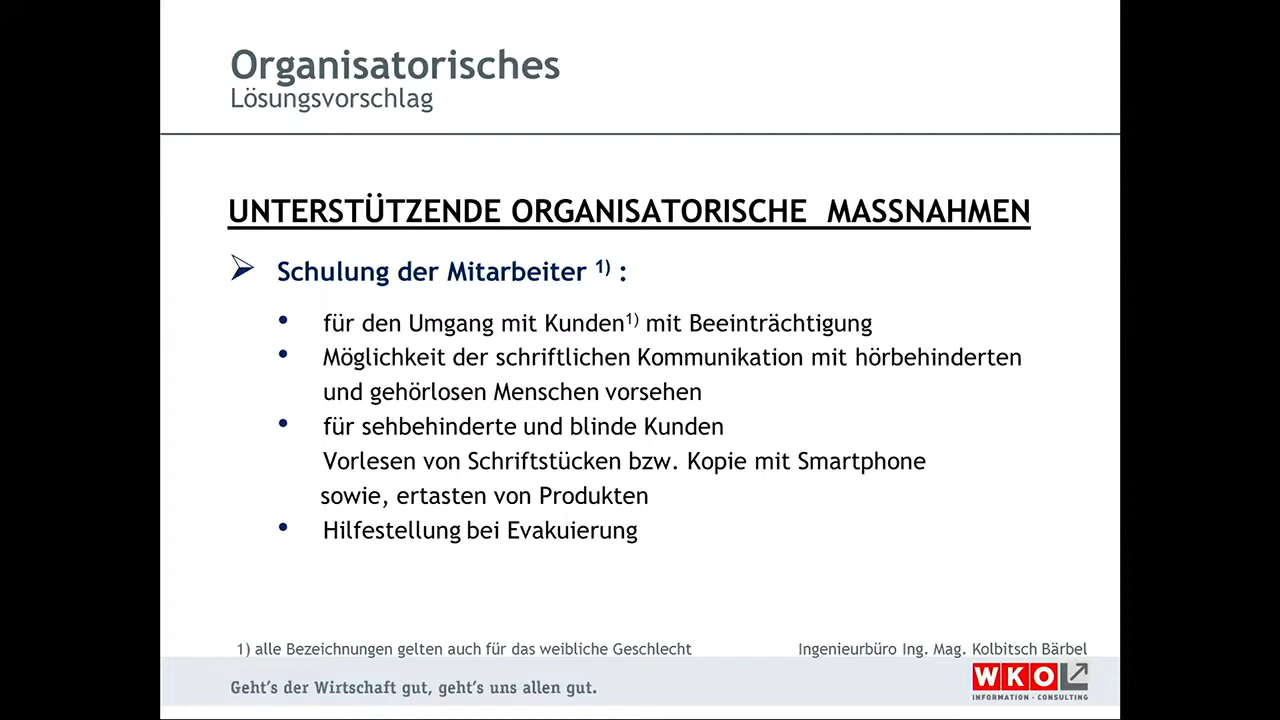 Organisatorisches
Lösungsvorschlag
UNTERSTÜTZENDE ORGANISATORISCHE MASSNAHMEN
➢ Schulung der Mitarbeiter 1) :
• für den Umgang mit Kunden1) mit Beeinträchtigung
• Möglichkeit der schriftlichen Kommunikation mit hörbehinderten
und gehörlosen Menschen vorsehen
• für sehbehinderte und blinde Kunden
Vorlesen von Schriftstücken bzw. Kopie mit Smartphone
sowie, ertasten von Produkten
• Hilfestellung bei Evakuierung
1) alle Bezeichnungen gelten auch für das weibliche Geschlecht
Ingenieurbüro Ing. Mag. Kolbitsch Bärbel
Geht's der Wirtschaft gut, geht's uns allen gut.
WKO
INFORMATION · CONSULTING